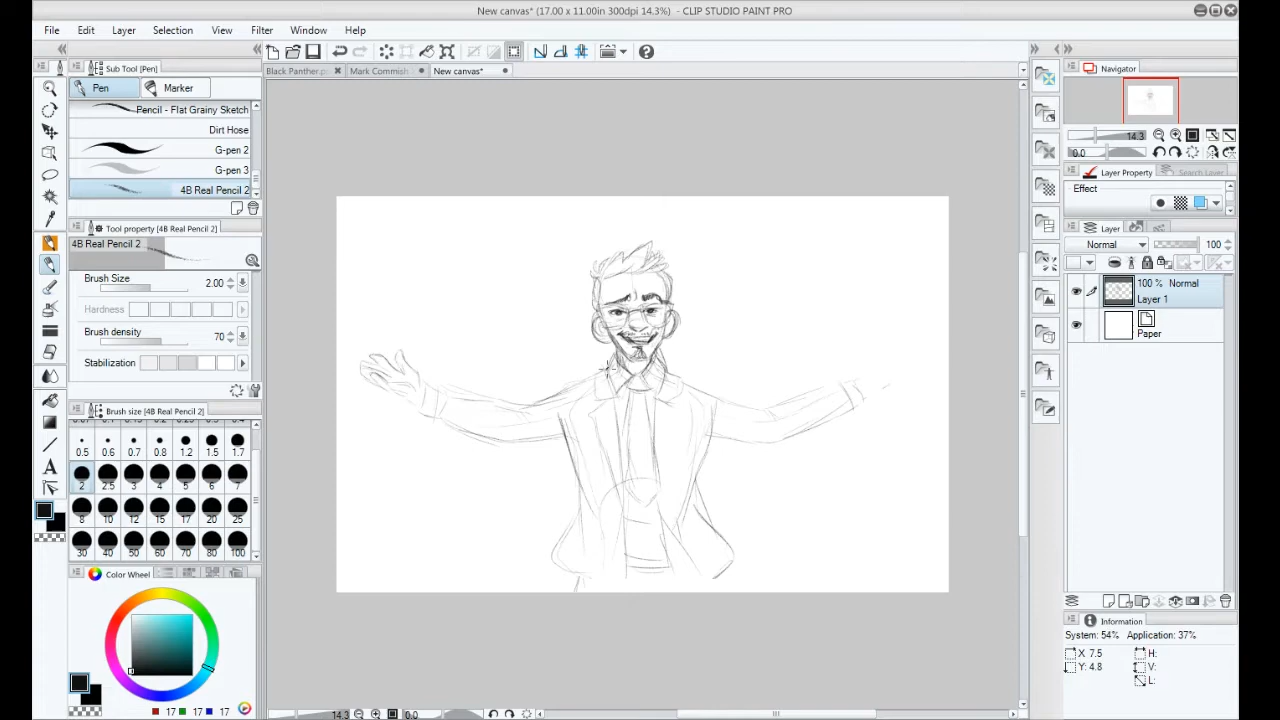 New canvas* (17.00 x 11.00in 300dpi 14.3%) - CLIP STUDIO PAINT PRO
File Edit Layer Selection View Filter Window Help
Sub Tool [Pen]
Pen Marker
Pencil - Flat Grainy Sketch
Dirt Hose
G-pen 2
G-pen 3
4B Real Pencil 2
Tool property [4B Real Pencil 2]
4B Real Pencil 2
Brush Size 2.00
Hardness
Brush density 70
Stabilization
Brush size [4B Real Pencil 2]
0.5 0.6 0.7 0.8 1.2 1.5 1.7
2 2.5 3 4 5 6 7
8 10 12 15 17 20 25
30 40 50 60 70 80 100
Color Wheel
17 17 17
Black Panther.p Mark Commish New canvas*
14.3 0.0
Navigator
14.3
0.0
Layer Property Search Layer
Effect
Layer
Normal 100
100 % Normal
Layer 1
Paper
Information
System: 54% Application: 37%
X 7.5 H:
Y: 4.8 V:
L: